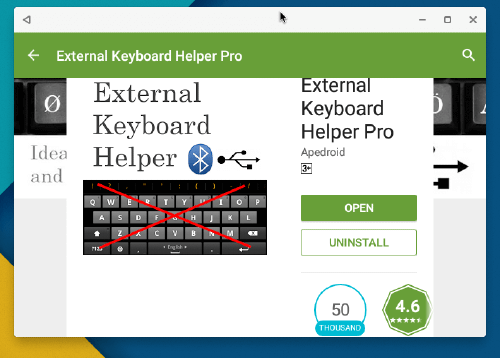 External Keyboard Helper Pro
External
Keyboard
Helper
Idea
and
Ø
Q W E R T Y U I O P
A S D F G H J K L
Z X C V B N M
?123
English
External
Keyboard
Helper Pro
Apedroid
3+
OPEN
UNINSTALL
50
THOUSAND
4.6